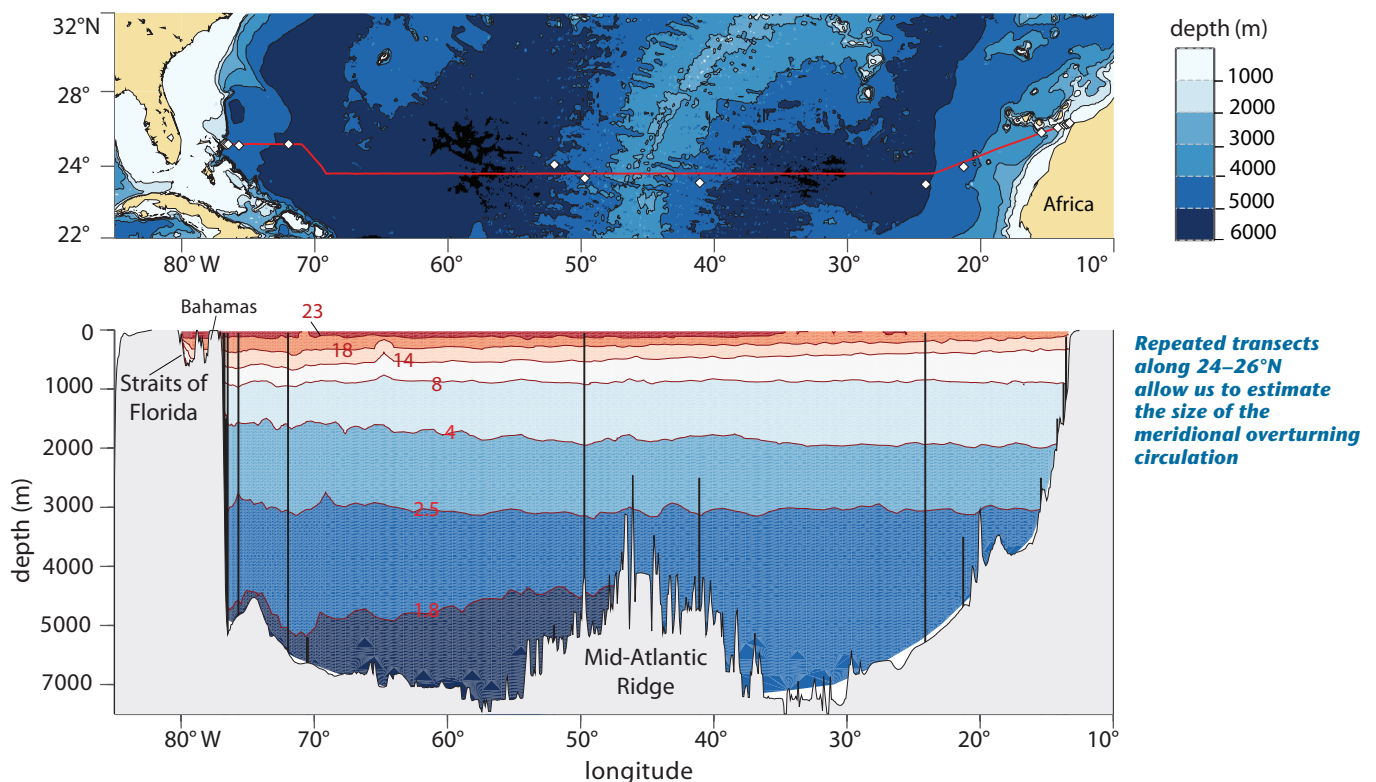 32°N
28°
24°
22°
80° W
70°
60°
50°
40°
30°
20°
10°
Africa
depth (m)
1000
2000
3000
4000
5000
6000
Bahamas
23
18
14
8
4
2.5
1.8
0
1000
2000
3000
4000
5000
6000
7000
depth (m)
Straits of
Florida
Mid-Atlantic
Ridge
80° W
70°
60°
50°
40°
30°
20°
10°
longitude
Repeated transects
along 24–26°N
allow us to estimate
the size of the
meridional overturning
circulation